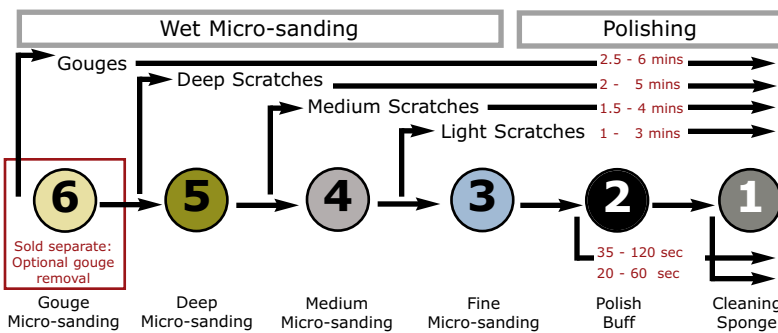 Wet Micro-sanding
Polishing
Gouges
2.5 - 6 mins
Deep Scratches
2 - 5 mins
Medium Scratches
1.5 - 4 mins
Light Scratches
1 - 3 mins
6
5
4
3
2
1
Sold separate:
Optional gouge
removal
35 - 120 sec
20 - 60 sec
Gouge
Micro-sanding
Deep
Micro-sanding
Medium
Micro-sanding
Fine
Micro-sanding
Polish
Buff
Cleaning
Sponge